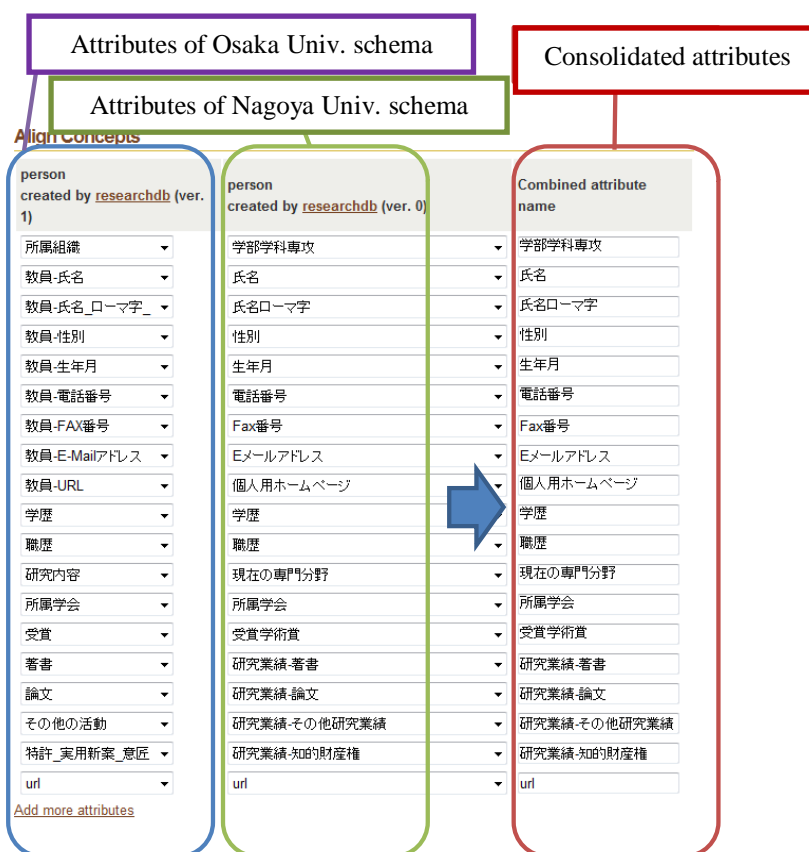 Attributes of Osaka Univ. schema
Consolidated attributes
Attributes of Nagoya Univ. schema
Align Concepts
person
created by researchdb (ver.
1)
person
created by researchdb (ver. 0)
Combined attribute
name
所属組織 学部学科専攻 学部学科専攻
教員-氏名 氏名 氏名
教員-氏名_ローマ字_ 氏名ローマ字 氏名ローマ字
教員-性別 性別 性別
教員-生年月 生年月 生年月
教員-電話番号 電話番号 電話番号
教員-FAX番号 Fax番号 Fax番号
教員-E-Mailアドレス Eメールアドレス Eメールアドレス
教員-URL 個人用ホームページ 個人用ホームページ
学歴 学歴 学歴
職歴 職歴 職歴
研究内容 現在の専門分野 現在の専門分野
所属学会 所属学会 所属学会
受賞 受賞学術賞 受賞学術賞
著書 研究業績-著書 研究業績-著書
論文 研究業績-論文 研究業績-論文
その他の活動 研究業績-その他研究業績 研究業績-その他研究業績
特許_実用新案_意匠 研究業績-知的財産権 研究業績-知的財産権
url url url
Add more attributes